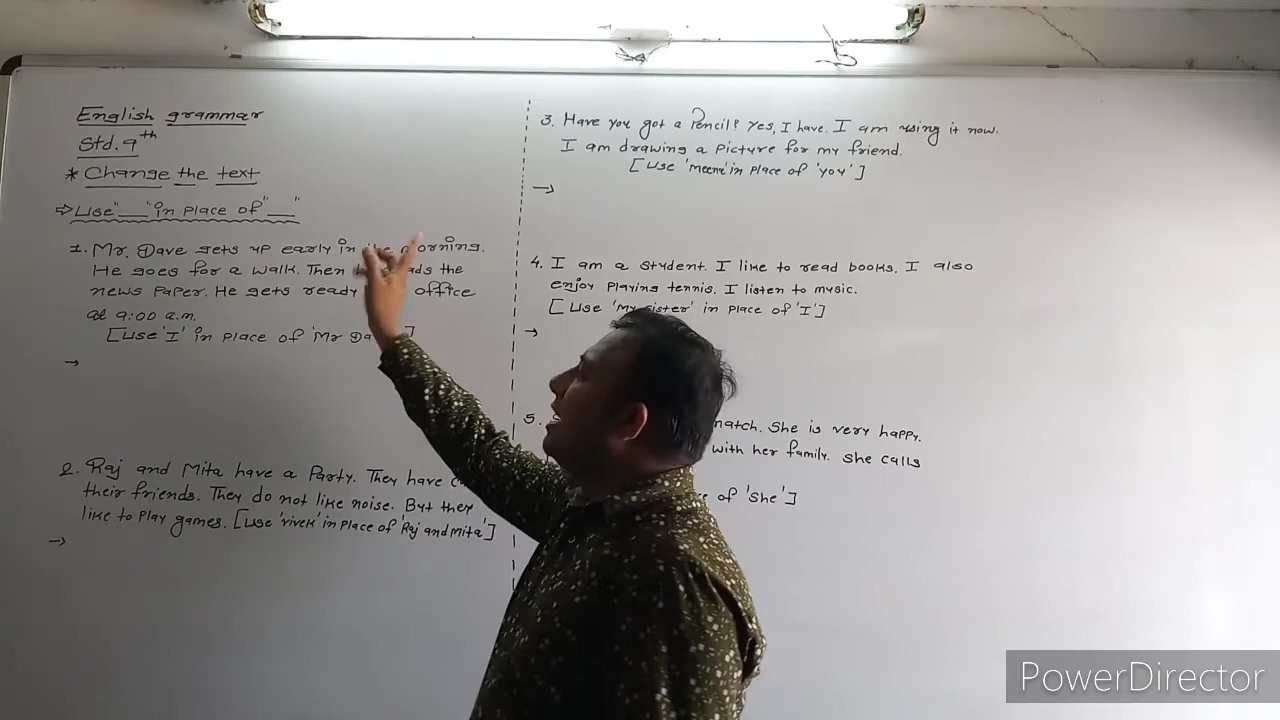 English grammar
Std.9th
* Change the text
⇒ Use "___" in place of "___"
1. Mr. Dave gets up early in the morning.
He goes for a walk. Then reads the
news paper. He gets ready office
at 9:00 a.m.
[Use 'I' in place of 'Mr ]
→
2. Raj and Mita have a Party. They have
their friends. They do not like noise. But they
like to play games. [Use 'vivek' in place of 'Raj and Mita']
→
3. Have you got a Pencil? Yes, I have. I am using it now.
I am drawing a picture for my friend.
[Use 'meena' in place of 'you']
→
4. I am a student. I like to read books. I also
enjoy playing tennis. I listen to music.
[Use 'My sister' in place of 'I']
→
5. match. She is very happy.
with her family. she calls
of 'she']
PowerDirector